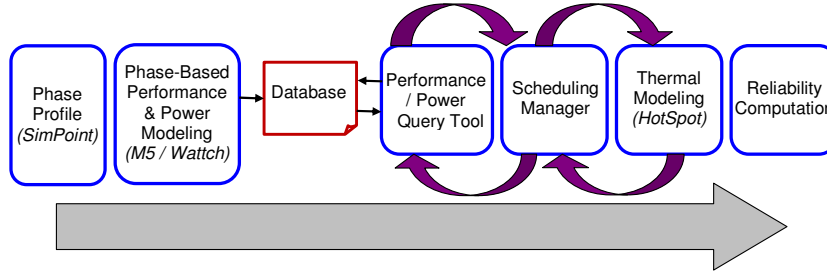 Phase
Profile
(SimPoint)
Phase-Based
Performance
& Power
Modeling
(M5 / Wattch)
Database
Performance
/ Power
Query Tool
Scheduling
Manager
Thermal
Modeling
(HotSpot)
Reliability
Computation